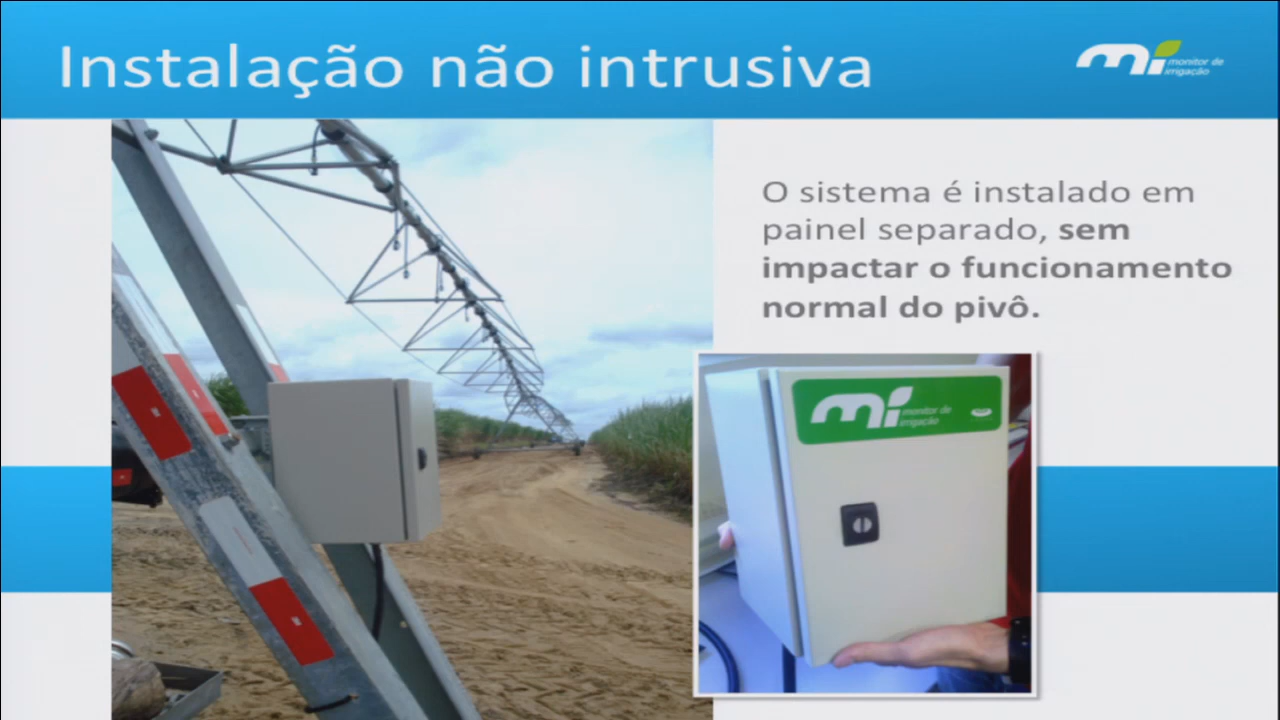 Instalação não intrusiva
mi monitor de
irrigação
O sistema é instalado em
painel separado, sem
impactar o funcionamento
normal do pivô.
mi monitor de
irrigação